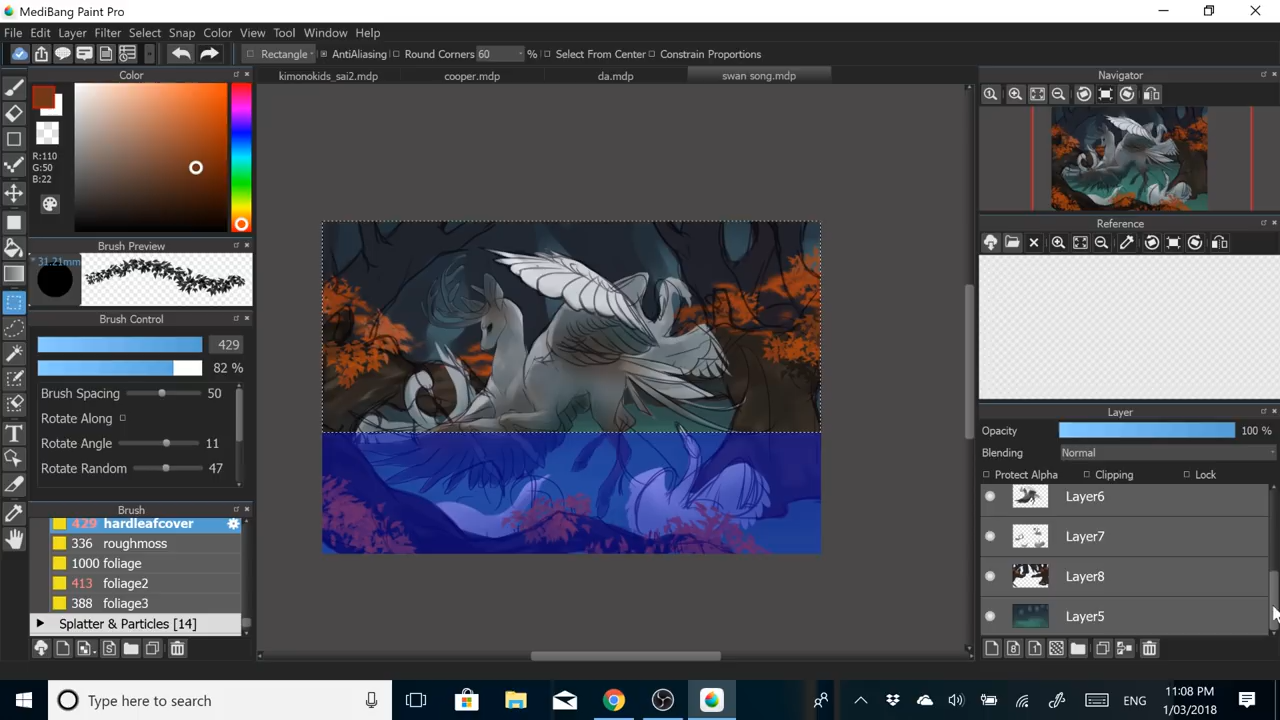 MediBang Paint Pro
File Edit Layer Filter Select Snap Color View Tool Window Help
Rectangle AntiAliasing Round Corners 60 % Select From Center Constrain Proportions
Color
kimonokids_sai2.mdp cooper.mdp da.mdp swan song.mdp
Navigator
R:110
G:50
B:22
Reference
Brush Preview
31.21mm
Brush Control
429
82 %
Brush Spacing 50
Rotate Along
Rotate Angle 11
Rotate Random 47
Layer
Opacity 100 %
Blending Normal
Protect Alpha Clipping Lock
Layer6
Layer7
Layer8
Layer5
Brush
429 hardleafcover
336 roughmoss
1000 foliage
413 foliage2
388 foliage3
Splatter & Particles [14]
Type here to search
ENG
11:08 PM
1/03/2018